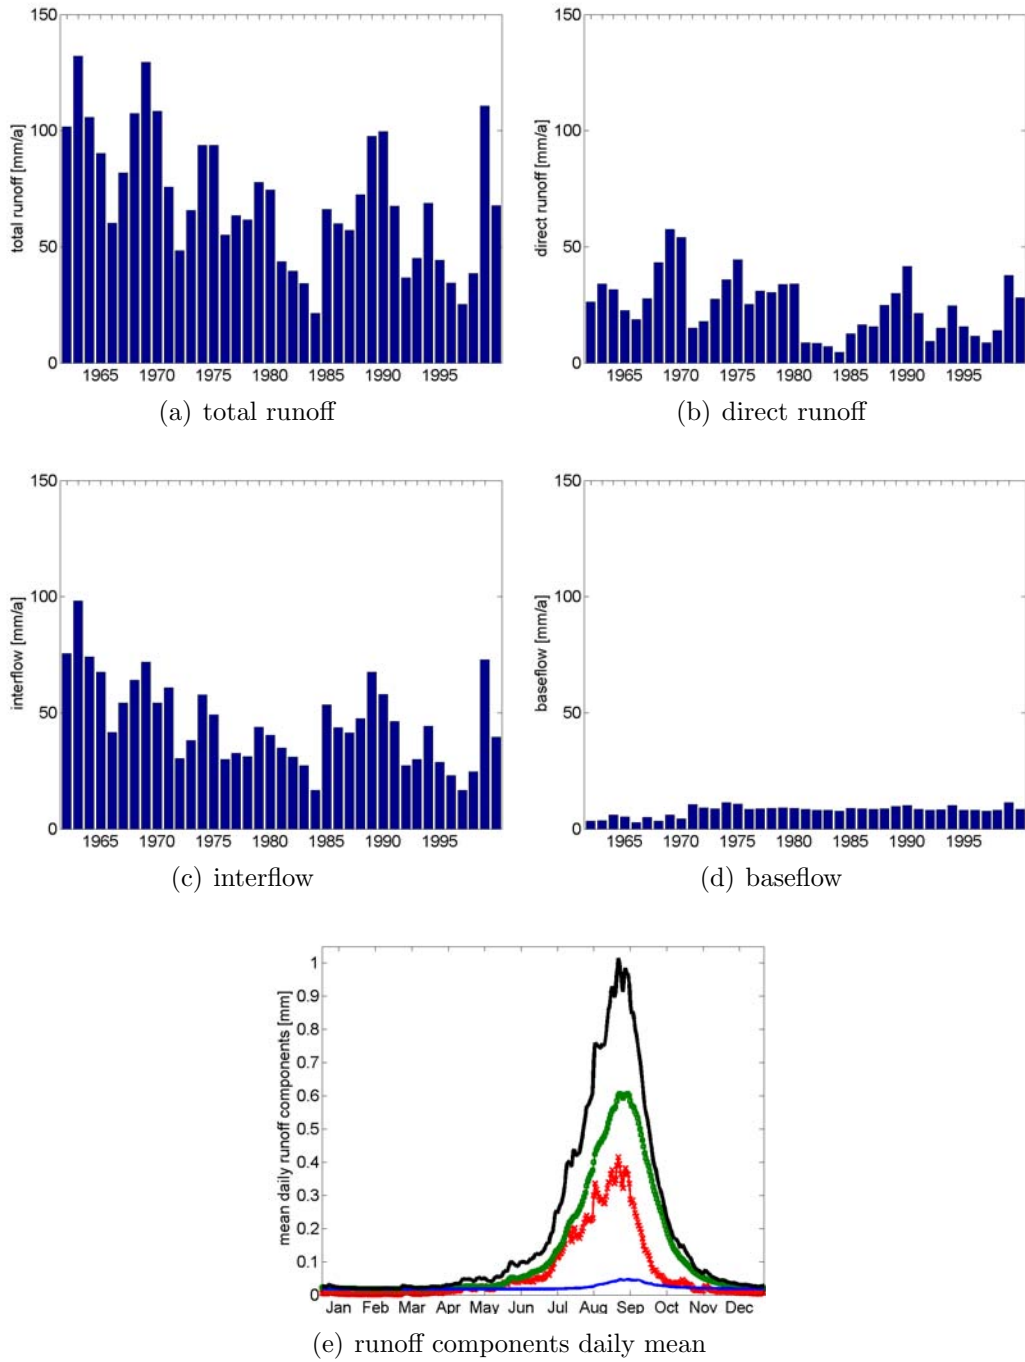 150
100
50
0
total runoff [mm/a]
1965 1970 1975 1980 1985 1990 1995
(a) total runoff
150
100
50
0
direct runoff [mm/a]
1965 1970 1975 1980 1985 1990 1995
(b) direct runoff
150
100
50
0
interflow [mm/a]
1965 1970 1975 1980 1985 1990 1995
(c) interflow
150
100
50
0
baseflow [mm/a]
1965 1970 1975 1980 1985 1990 1995
(d) baseflow
1
0.9
0.8
0.7
0.6
0.5
0.4
0.3
0.2
0.1
0
mean daily runoff components [mm]
Jan Feb Mar Apr May Jun Jul Aug Sep Oct Nov Dec
(e) runoff components daily mean